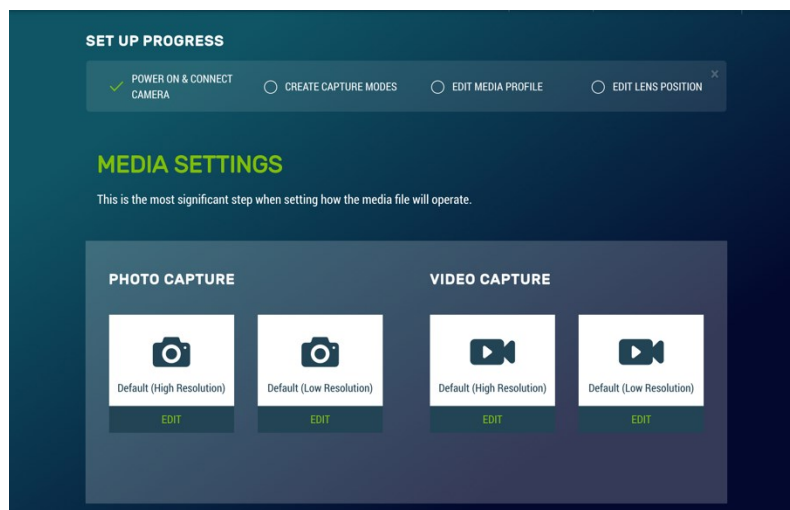 SET UP PROGRESS
POWER ON & CONNECT
CAMERA
CREATE CAPTURE MODES
EDIT MEDIA PROFILE
EDIT LENS POSITION
MEDIA SETTINGS
This is the most significant step when setting how the media file will operate.
PHOTO CAPTURE
VIDEO CAPTURE
Default (High Resolution)
Default (Low Resolution)
Default (High Resolution)
Default (Low Resolution)
EDIT
EDIT
EDIT
EDIT